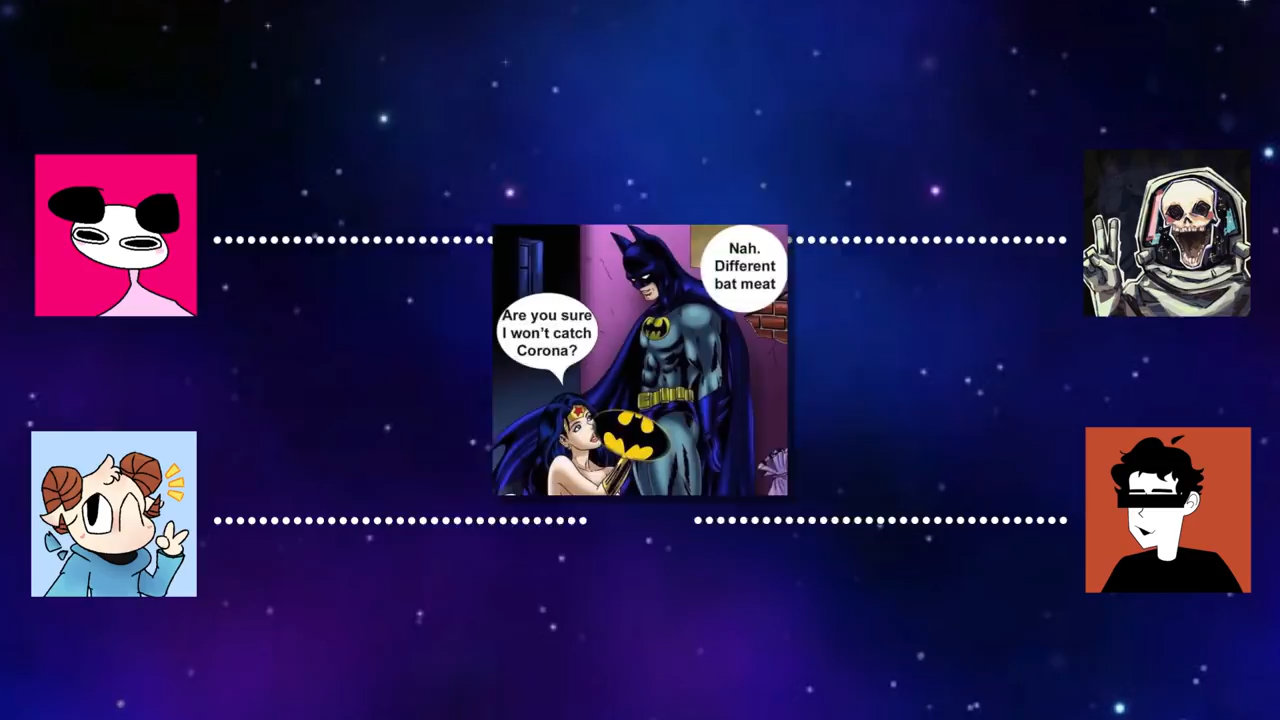 Nah.
Different
bat meat
Are you sure
I won't catch
Corona?